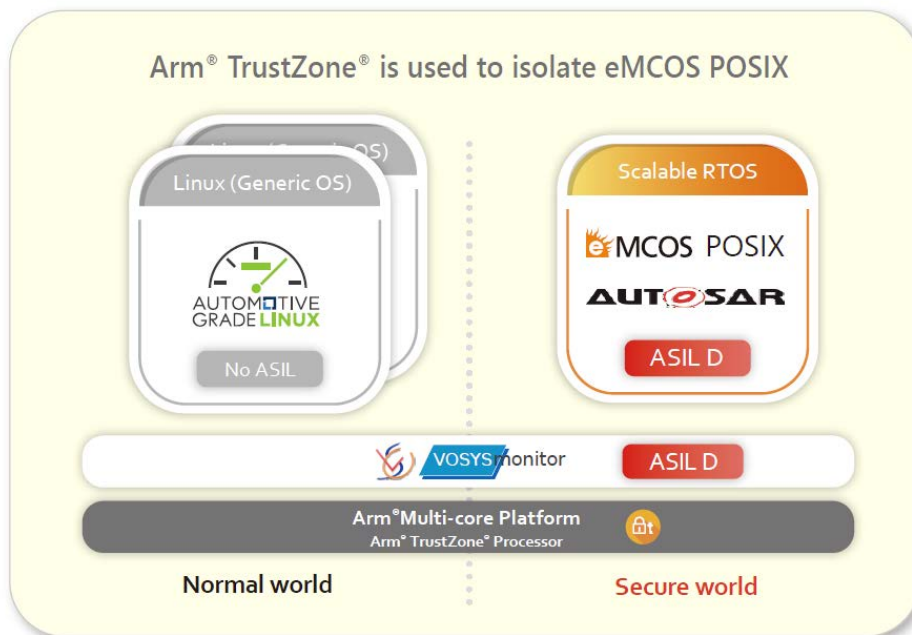 Arm® TrustZone® is used to isolate eMCOS POSIX
OS)
Linux (Generic OS)
AUTOMOTIVE
GRADE LINUX
No ASIL
Scalable RTOS
eMCOS POSIX
AUTOSAR
ASIL D
VOSYSmonitor
ASIL D
Arm®Multi-core Platform
Arm® TrustZone® Processor
Normal world
Secure world